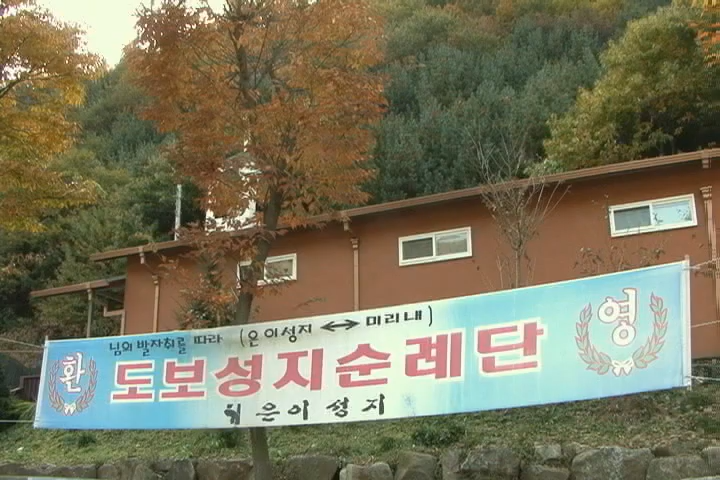 님의 발자취를 따라 (은이성지 ↔ 미리내)
환 도보성지순례단 영
은이성지